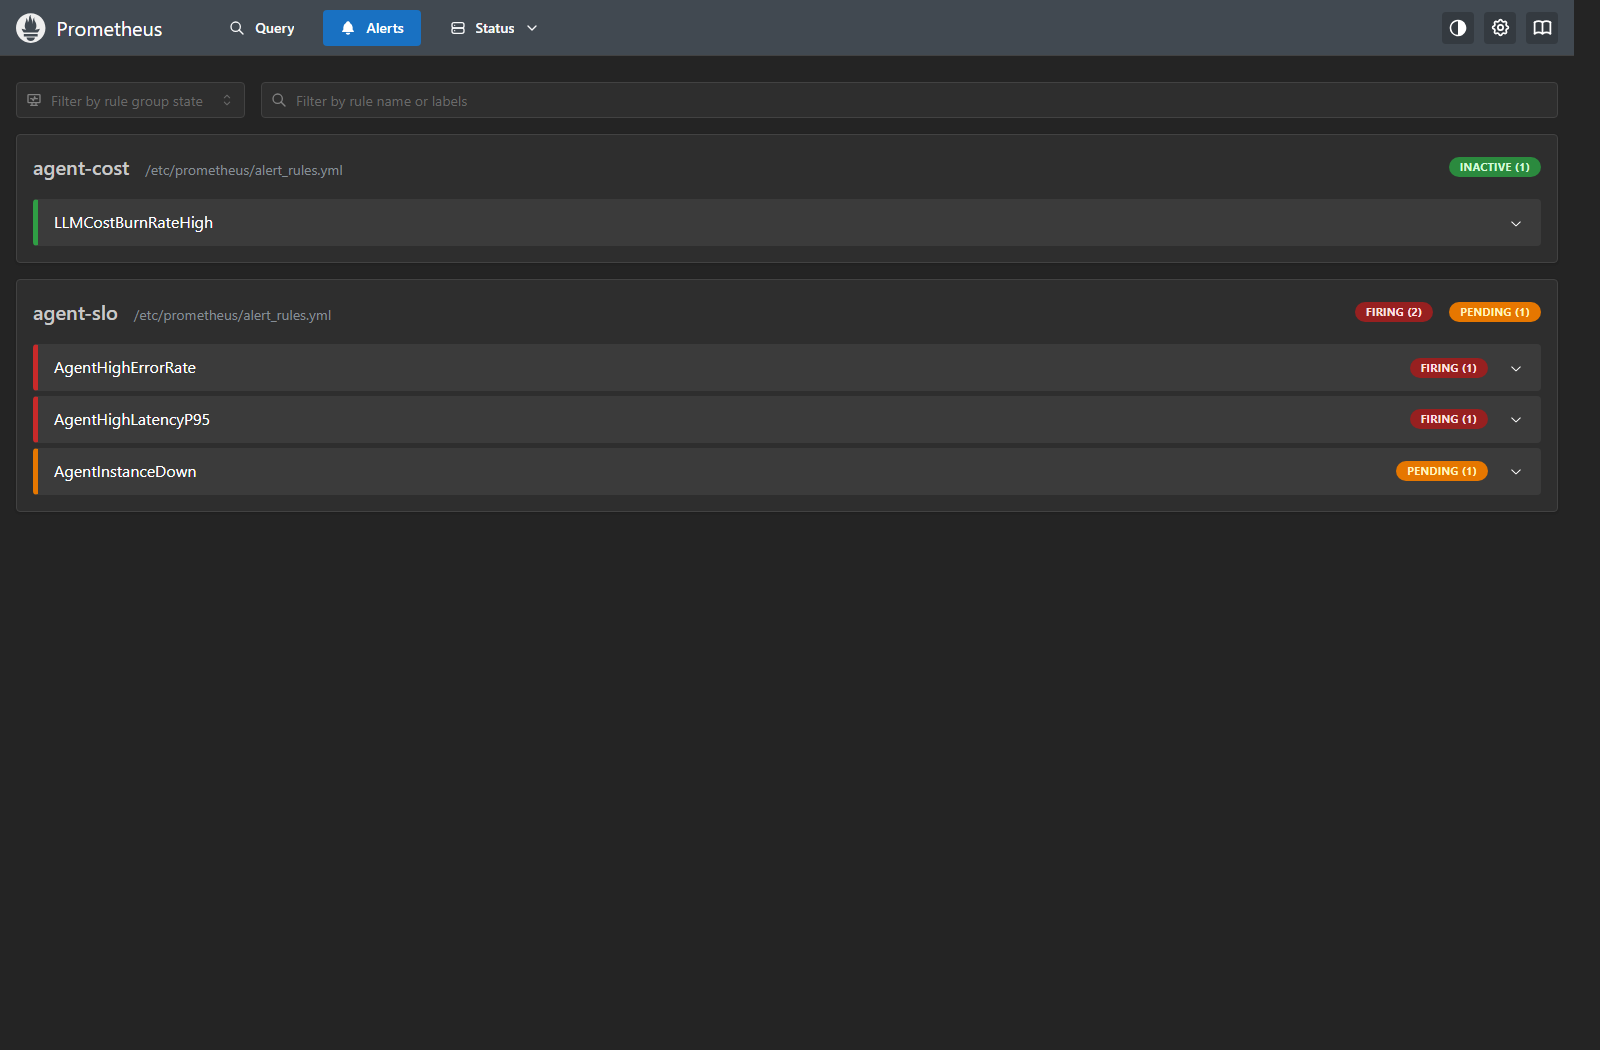 Prometheus Query Alerts Status
Filter by rule group state Filter by rule name or labels
agent-cost /etc/prometheus/alert_rules.yml INACTIVE (1)
LLMCostBurnRateHigh
agent-slo /etc/prometheus/alert_rules.yml FIRING (2) PENDING (1)
AgentHighErrorRate FIRING (1)
AgentHighLatencyP95 FIRING (1)
AgentInstanceDown PENDING (1)